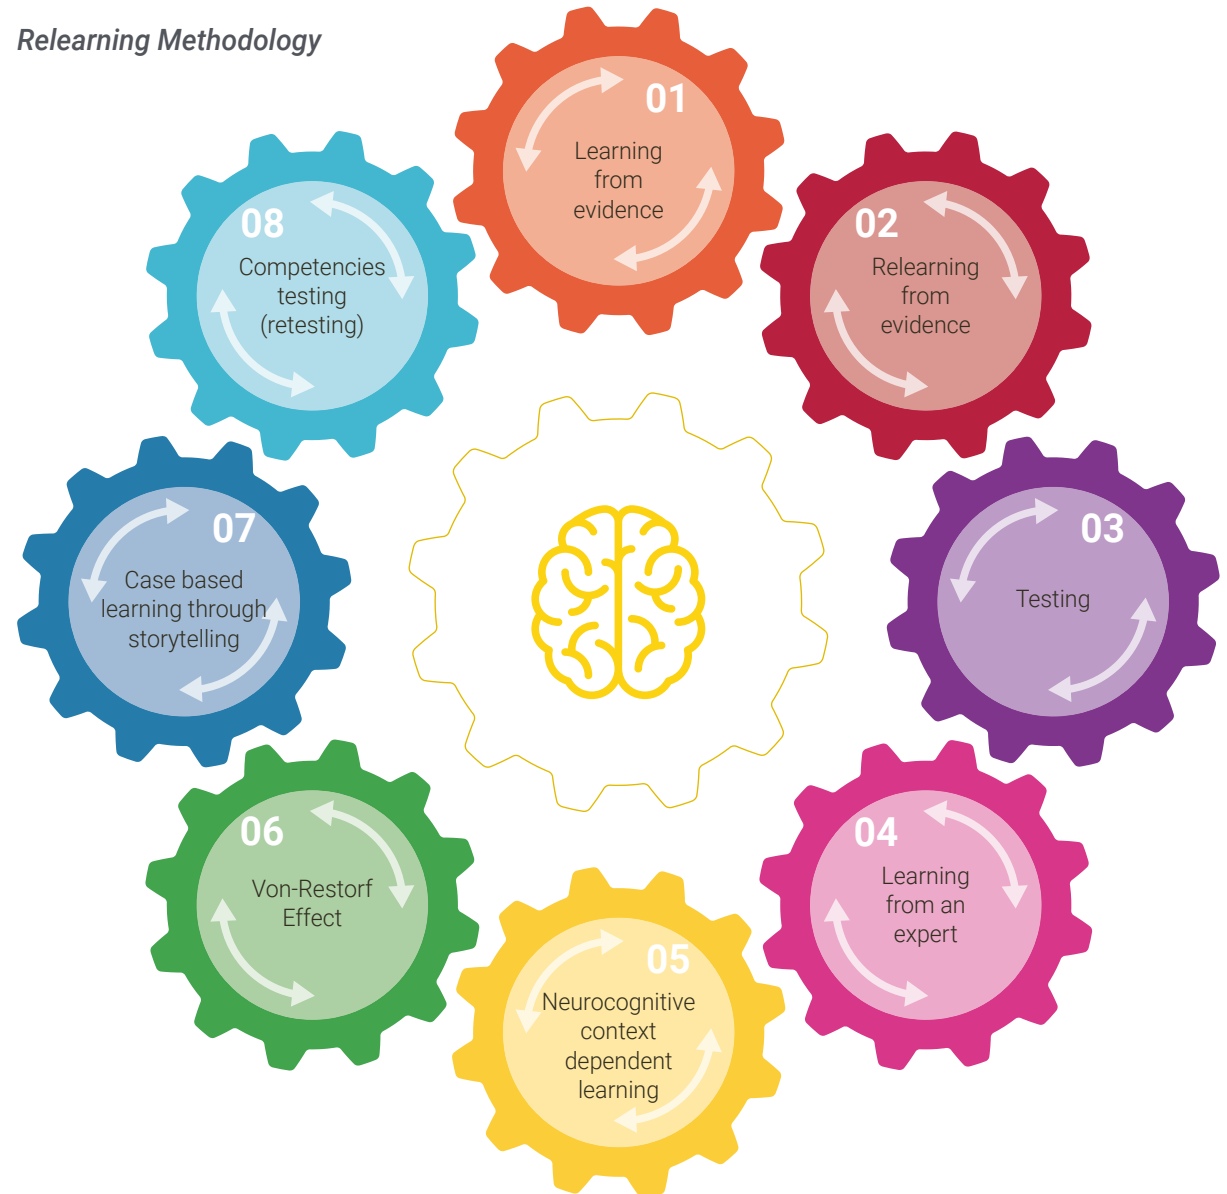 Relearning Methodology
01
Learning
from
evidence
02
Relearning
from
evidence
03
Testing
04
Learning
from an
expert
05
Neurocognitive
context
dependent
learning
06
Von-Restorf
Effect
07
Case based
learning through
storytelling
08
Competencies
testing
(retesting)